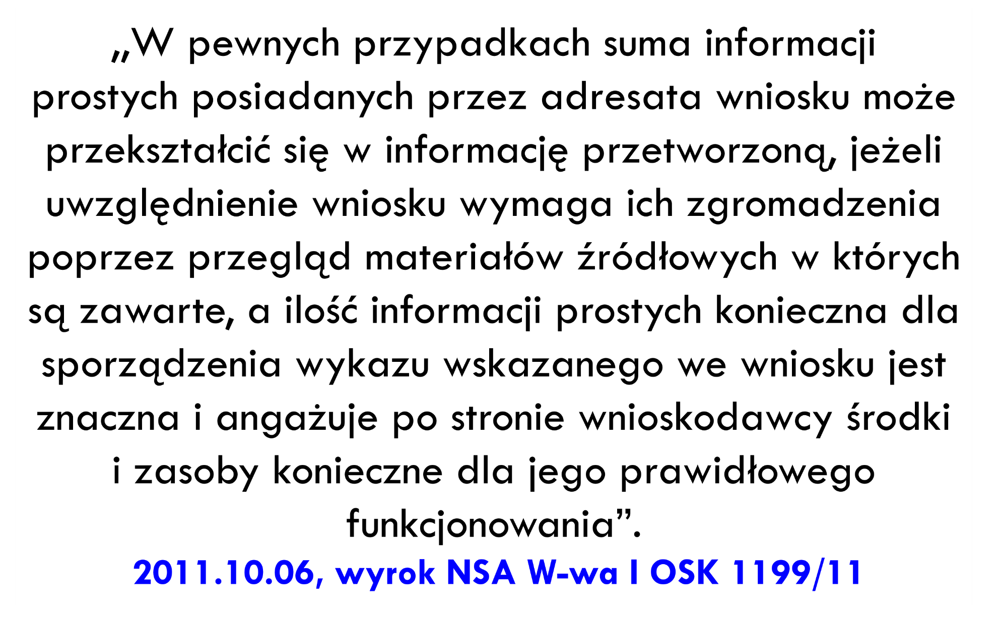 „W pewnych przypadkach suma informacji
prostych posiadanych przez adresata wniosku może
przekształcić się w informację przetworzoną, jeżeli
uwzględnienie wniosku wymaga ich zgromadzenia
poprzez przegląd materiałów źródłowych w których
są zawarte, a ilość informacji prostych konieczna dla
sporządzenia wykazu wskazanego we wniosku jest
znaczna i angażuje po stronie wnioskodawcy środki
i zasoby konieczne dla jego prawidłowego
funkcjonowania”.
2011.10.06, wyrok NSA W-wa I OSK 1199/11